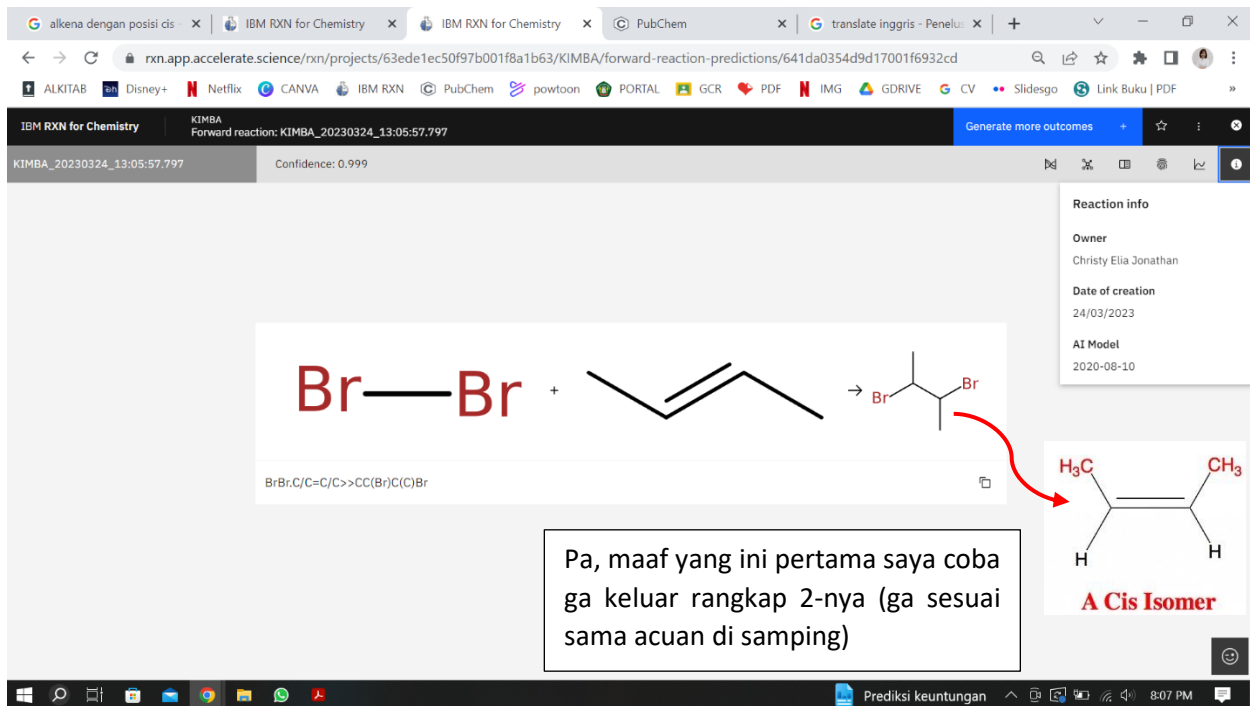 alkena dengan posisi cis -
IBM RXN for Chemistry
IBM RXN for Chemistry
PubChem
translate inggris - Penelus
rxn.app.accelerate.science/rxn/projects/63ede1ec50f97b001f8a1b63/KIMBA/forward-reaction-predictions/641da0354d9d17001f6932cd
ALKITAB Disney+ Netflix CANVA IBM RXN PubChem powtoon PORTAL GCR PDF IMG GDRIVE CV Slidesgo Link Buku | PDF »
IBM RXN for Chemistry
KIMBA
Forward reaction: KIMBA_20230324_13:05:57.797
Generate more outcomes +
KIMBA_20230324_13:05:57.797
Confidence: 0.999
Reaction info
Owner
Christy Elia Jonathan
Date of creation
24/03/2023
AI Model
2020-08-10
Br Br + → Br Br
BrBr.C/C=C/C>>CC(Br)C(C)Br
H3C CH3
H H
A Cis Isomer
Pa, maaf yang ini pertama saya coba
ga keluar rangkap 2-nya (ga sesuai
sama acuan di samping)
Prediksi keuntungan
8:07 PM